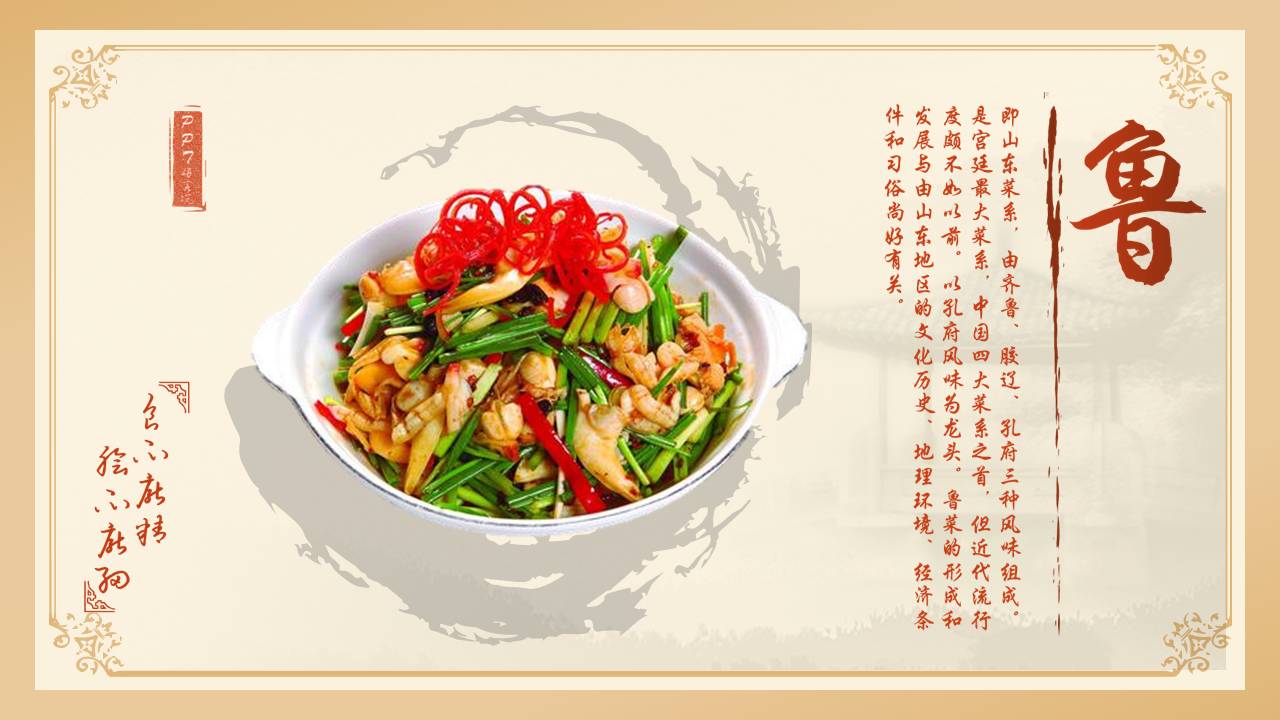 鲁
即山东菜系，由齐鲁、胶辽、孔府三种风味组成。
是宫廷最大菜系，中国四大菜系之首，但近代流行
度颇不如以前。以孔府风味为龙头。鲁菜的形成和
发展与由山东地区的文化历史、地理环境、经济条
件和习俗尚好有关。
PPT
食不厌精
脍不厌细